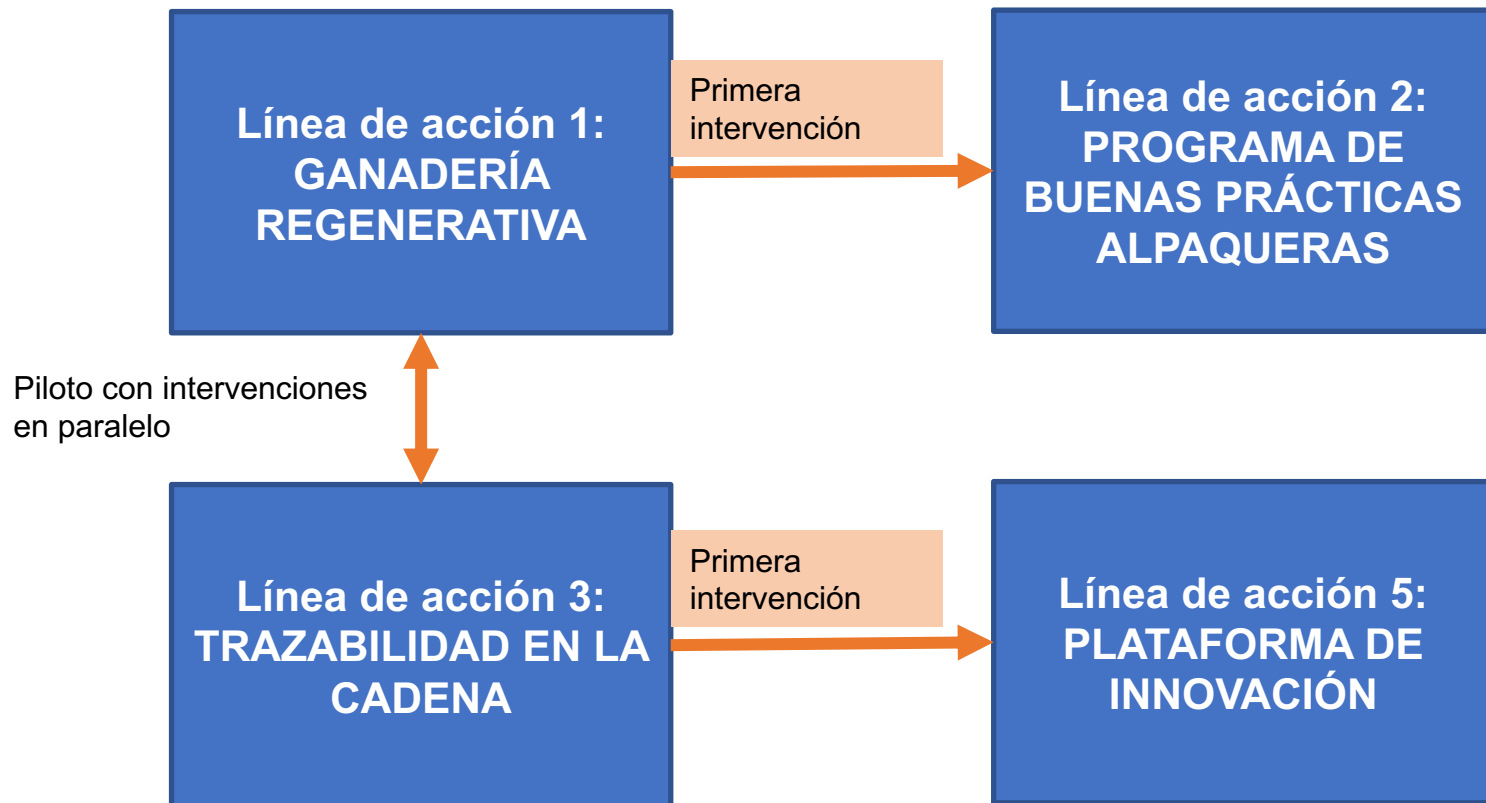 Línea de acción 1:
GANADERÍA
REGENERATIVA
Primera
intervención
Línea de acción 2:
PROGRAMA DE
BUENAS PRÁCTICAS
ALPAQUERAS
Piloto con intervenciones
en paralelo
Línea de acción 3:
TRAZABILIDAD EN LA
CADENA
Primera
intervención
Línea de acción 5:
PLATAFORMA DE
INNOVACIÓN